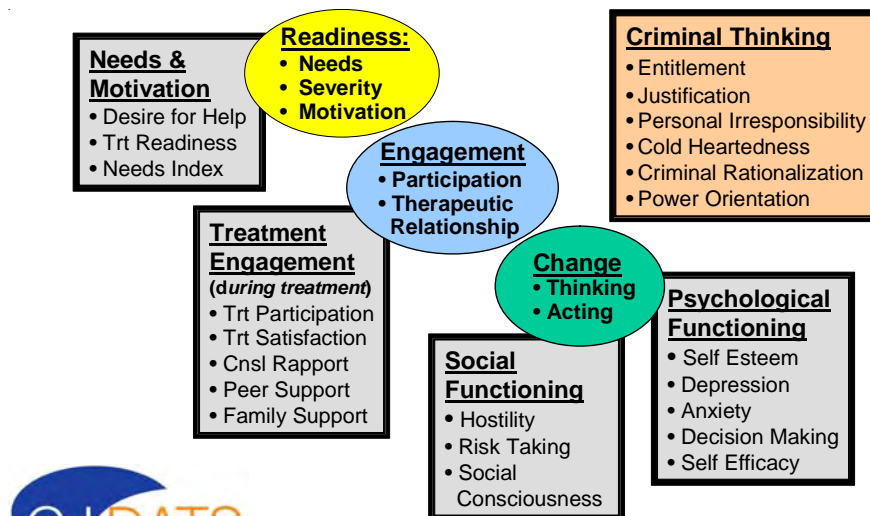 Needs &
Motivation
• Desire for Help
• Trt Readiness
• Needs Index
Readiness:
• Needs
• Severity
• Motivation
Criminal Thinking
• Entitlement
• Justification
• Personal Irresponsibility
• Cold Heartedness
• Criminal Rationalization
• Power Orientation
Engagement
• Participation
• Therapeutic
Relationship
Treatment
Engagement
(during treatment)
• Trt Participation
• Trt Satisfaction
• Cnsl Rapport
• Peer Support
• Family Support
Change
• Thinking
• Acting
Social
Functioning
• Hostility
• Risk Taking
• Social
Consciousness
Psychological
Functioning
• Self Esteem
• Depression
• Anxiety
• Decision Making
• Self Efficacy